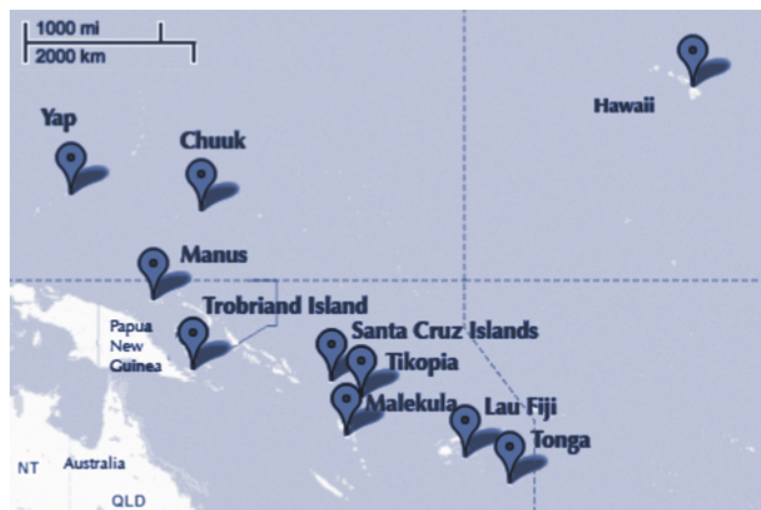 1000 mi
2000 km
Hawaii
Yap
Chuuk
Manus
Trobriand Island
Papua
New
Guinea
Santa Cruz Islands
Tikopia
Malekula
Lau Fiji
Tonga
NT
Australia
QLD